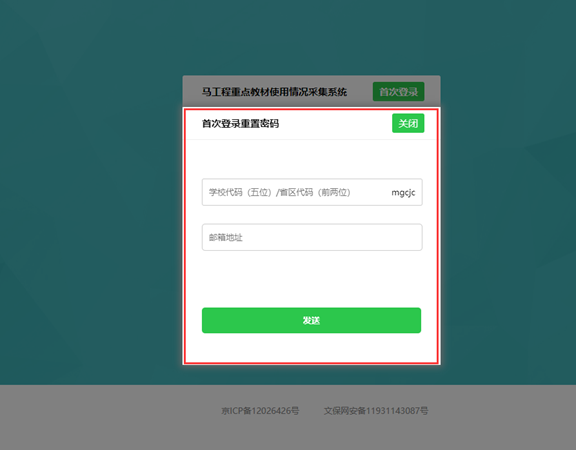 马工程重点教材使用情况采集系统 首次登录
首次登录重置密码 关闭
学校代码（五位）/省区代码（前两位） mgcjc
邮箱地址
发送
京ICP备12026426号 文保网安备11931143087号